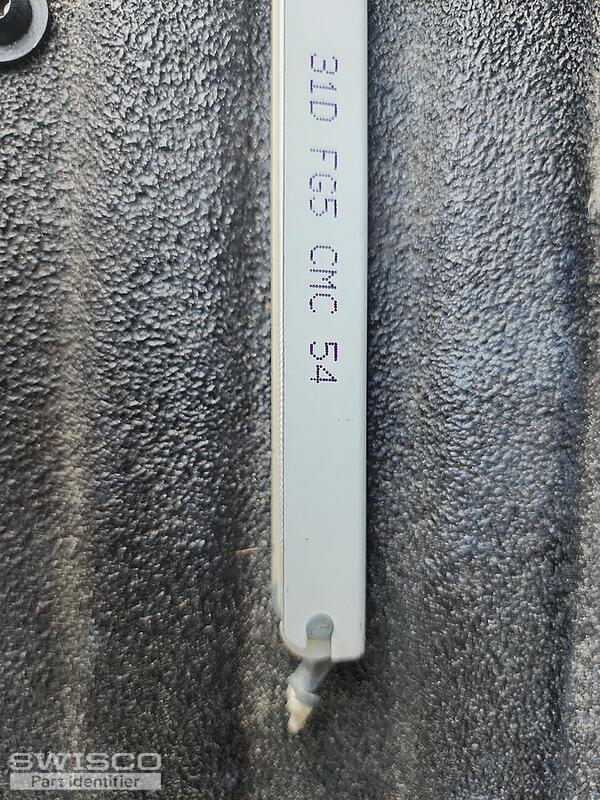 31D FG5 CMC 54
SWISCO
Part Identifier